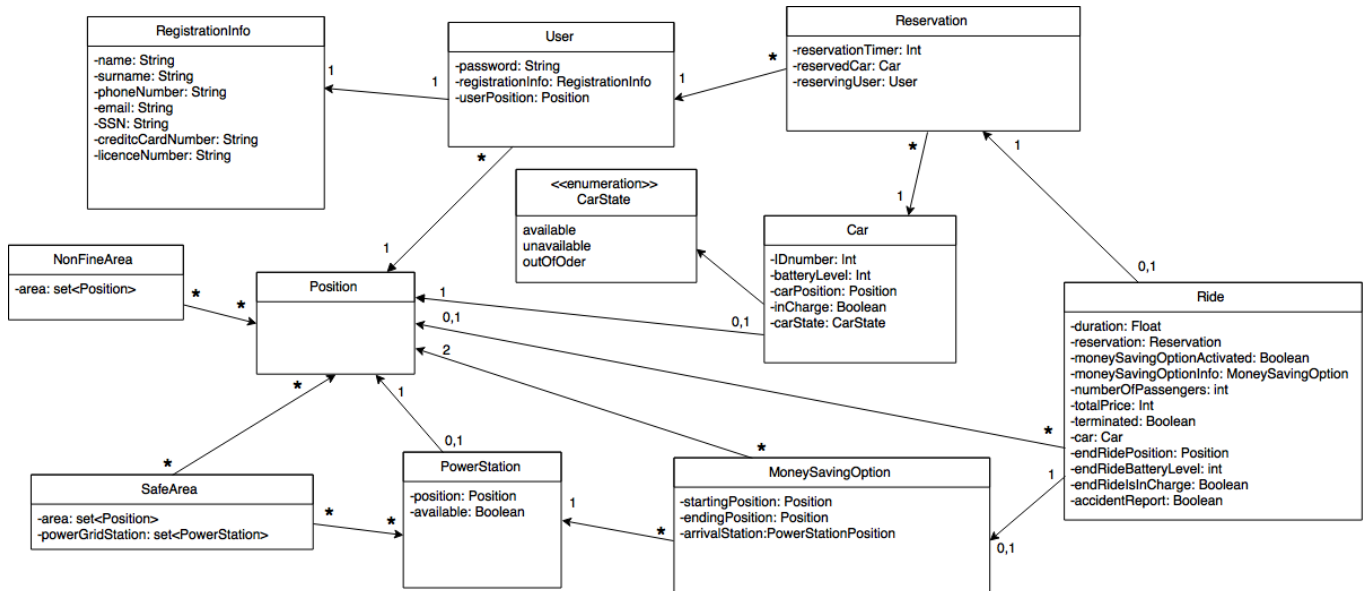 RegistrationInfo
-name: String
-surname: String
-phoneNumber: String
-email: String
-SSN: String
-creditcCardNumber: String
-licenceNumber: String
1
1
User
-password: String
-registrationInfo: RegistrationInfo
-userPosition: Position
1
*
Reservation
-reservationTimer: Int
-reservedCar: Car
-reservingUser: User
*
1
1
0,1
*
1
<<enumeration>>
CarState
available
unavailable
outOfOder
Car
-IDnumber: Int
-batteryLevel: Int
-carPosition: Position
-inCharge: Boolean
-carState: CarState
NonFineArea
-area: set<Position>
*
*
Position
1
0,1
0,1
*
2
*
Ride
-duration: Float
-reservation: Reservation
-moneySavingOptionActivated: Boolean
-moneySavingOptionInfo: MoneySavingOption
-numberOfPassengers: int
-totalPrice: Int
-terminated: Boolean
-car: Car
-endRidePosition: Position
-endRideBatteryLevel: int
-endRideIsInCharge: Boolean
-accidentReport: Boolean
*
*
1
0,1
SafeArea
-area: set<Position>
-powerGridStation: set<PowerStation>
*
*
PowerStation
-position: Position
-available: Boolean
1
*
MoneySavingOption
-startingPosition: Position
-endingPosition: Position
-arrivalStation:PowerStationPosition
1
0,1